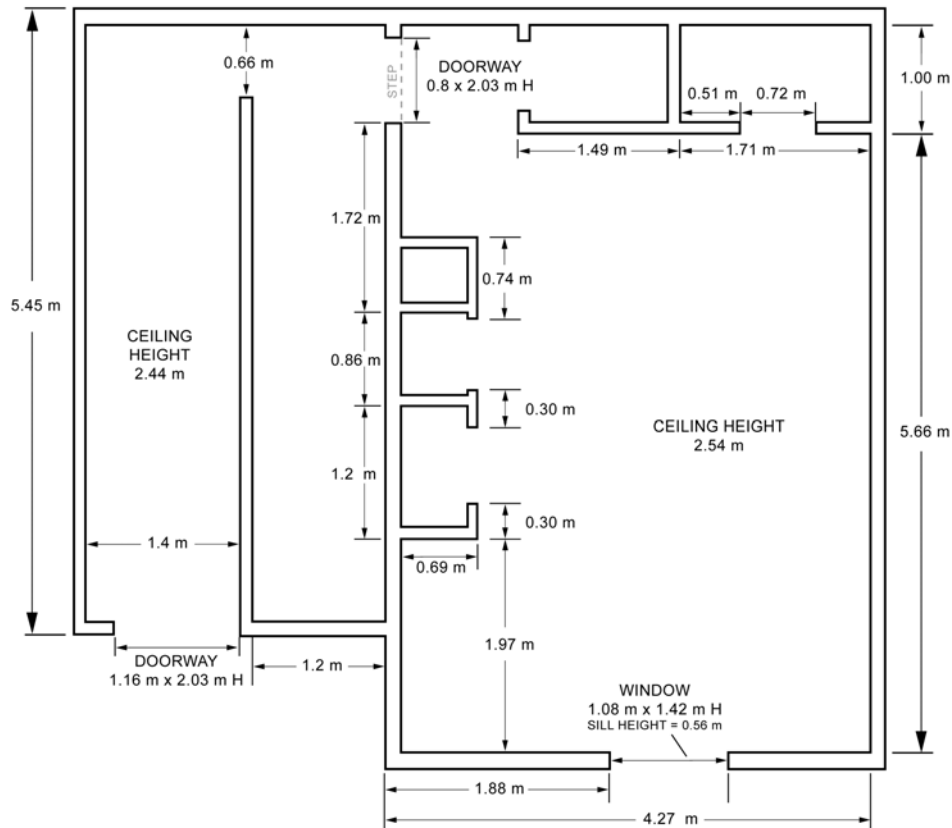 0.66 m
STEP
DOORWAY
0.8 x 2.03 m H
0.51 m
0.72 m
1.00 m
1.49 m
1.71 m
1.72 m
0.74 m
5.45 m
CEILING
HEIGHT
2.44 m
0.86 m
0.30 m
CEILING HEIGHT
2.54 m
5.66 m
1.2 m
0.30 m
1.4 m
0.69 m
1.97 m
DOORWAY
1.16 m x 2.03 m H
1.2 m
WINDOW
1.08 m x 1.42 m H
SILL HEIGHT = 0.56 m
1.88 m
4.27 m